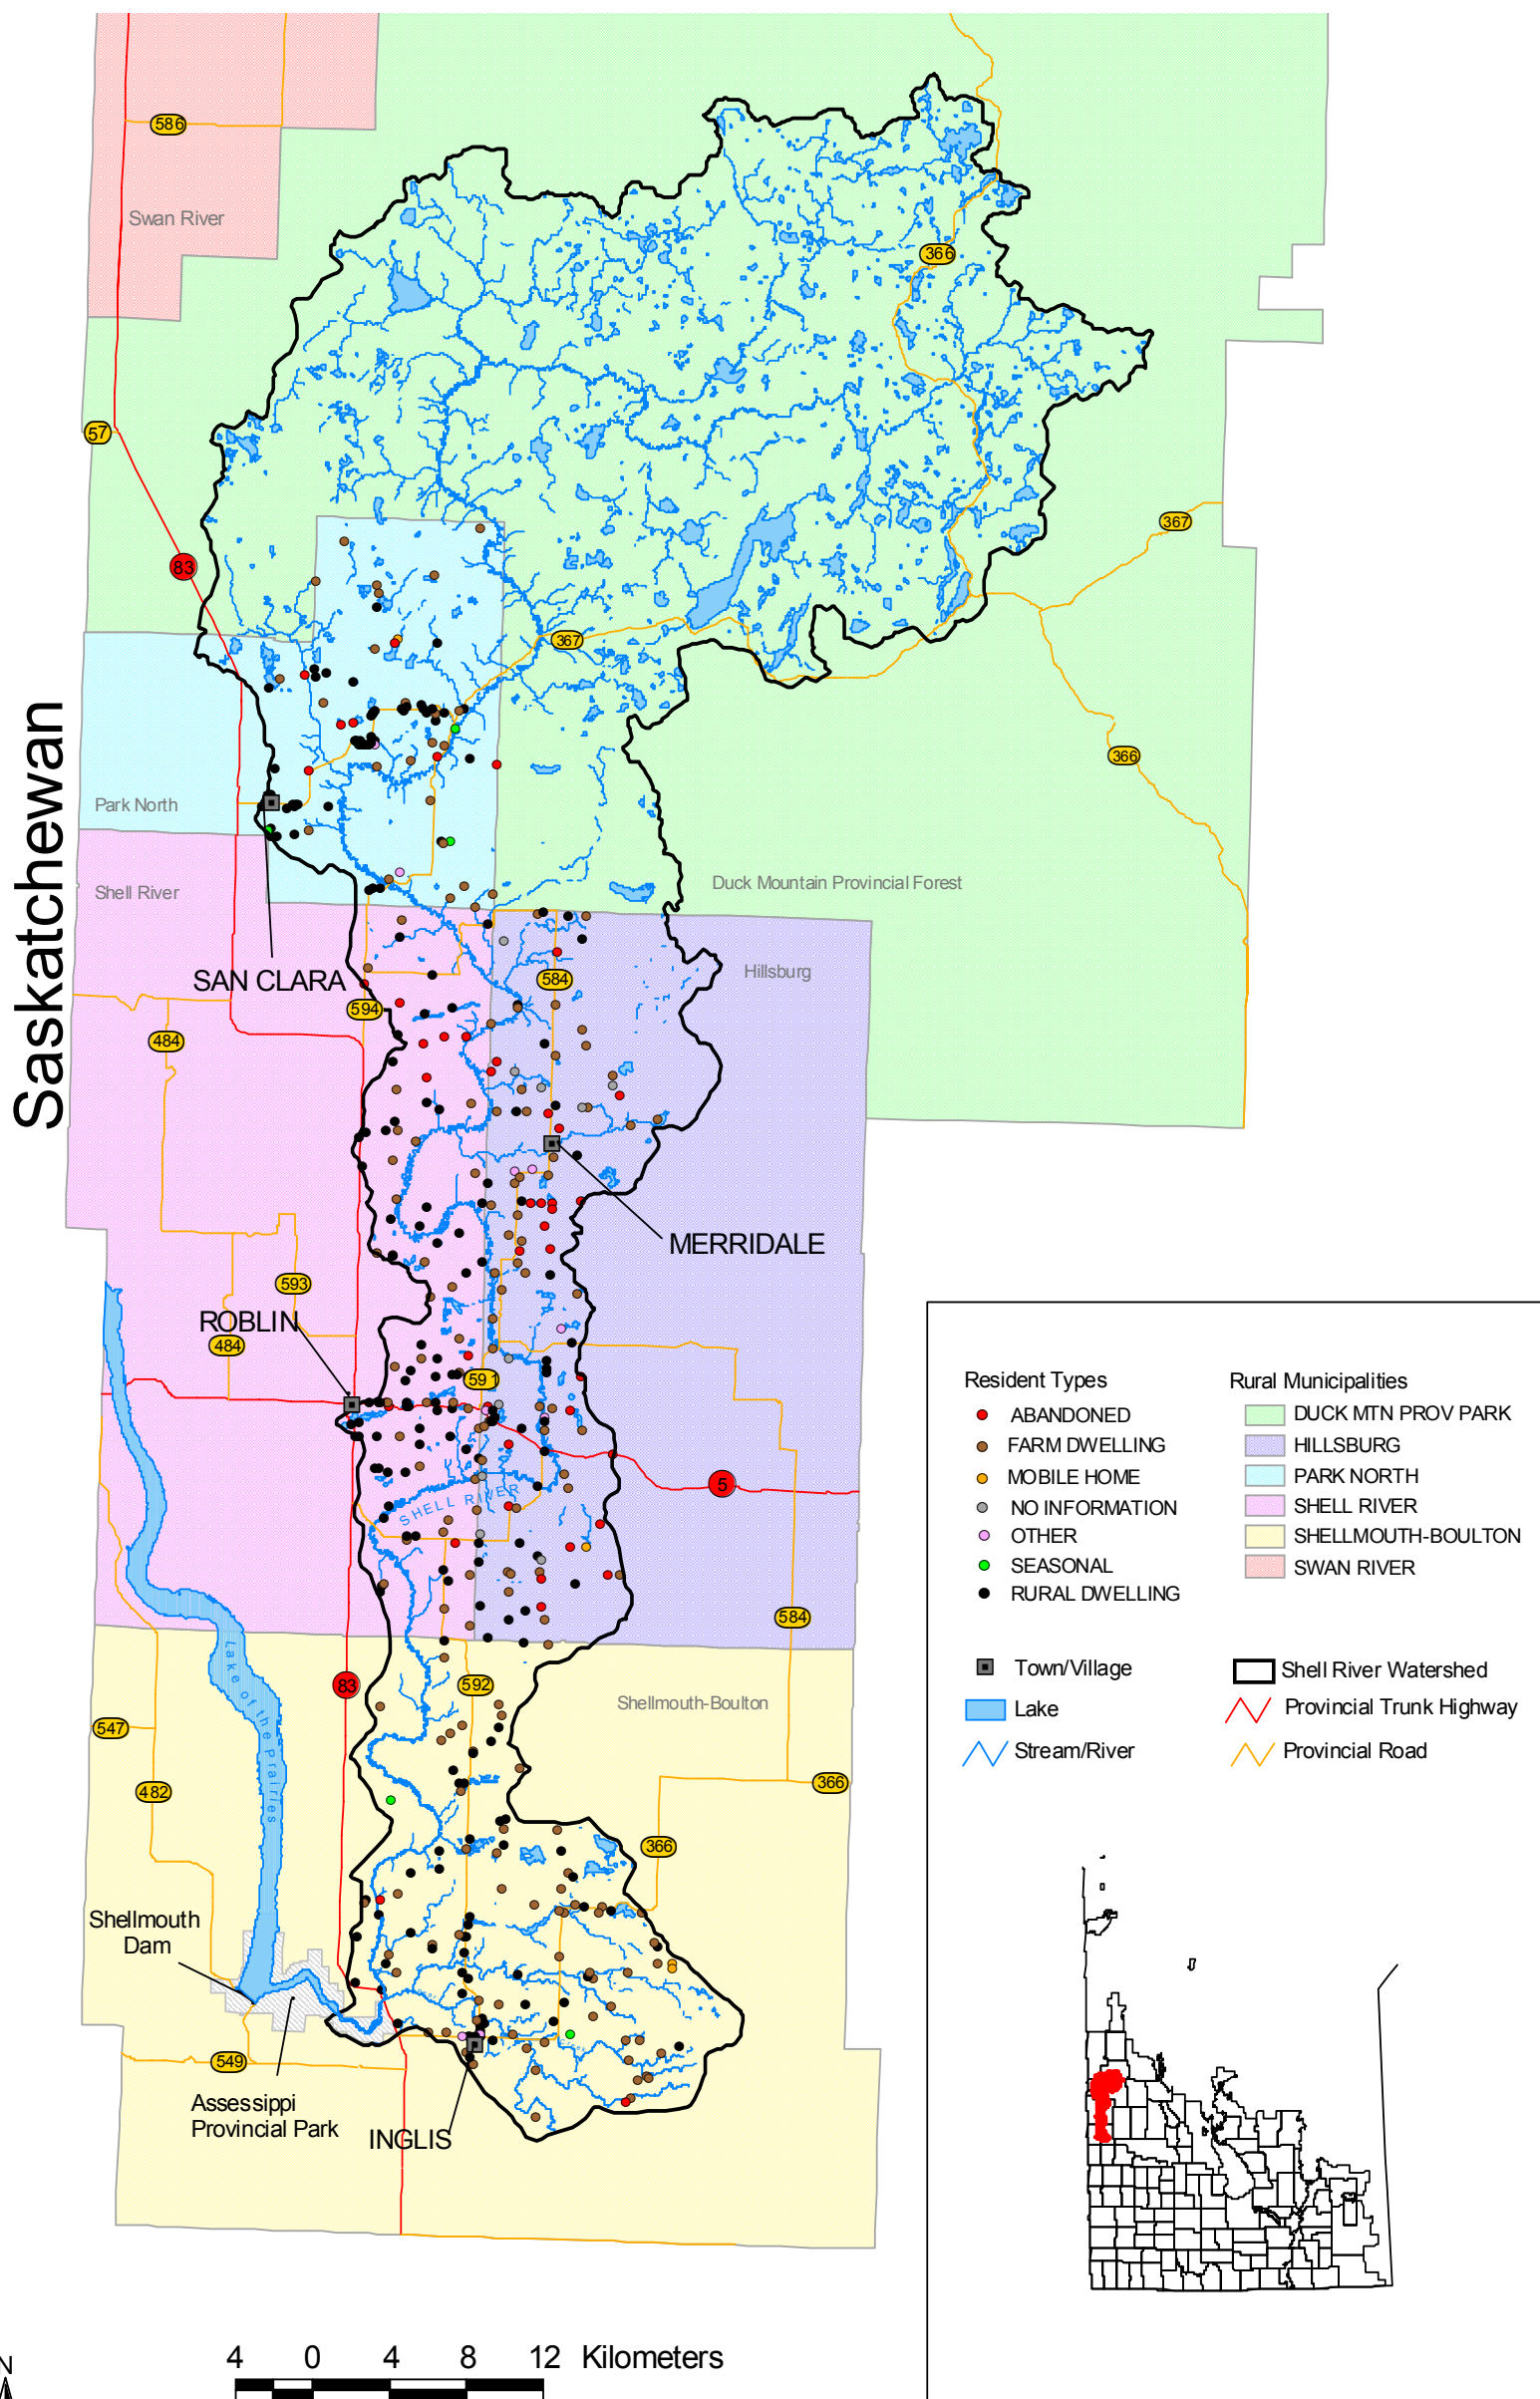 586
Swan River
366
57
83
367
367
366
Saskatchewan
Park North
Shell River
Duck Mountain Provincial Forest
SAN CLARA
Hillsburg
584
594
484
MERRIDALE
593
ROBLIN
484
591
5
SHELL RIVER
584
Lake of the Prairies
83
592
Shellmouth-Boulton
547
482
366
366
Shellmouth
Dam
549
Assessippi
Provincial Park
INGLIS
Creek
Resident Types
ABANDONED
FARM DWELLING
MOBILE HOME
NO INFORMATION
OTHER
SEASONAL
RURAL DWELLING
Rural Municipalities
DUCK MTN PROV PARK
HILLSBURG
PARK NORTH
SHELL RIVER
SHELLMOUTH-BOULTON
SWAN RIVER
Town/Village
Lake
Stream/River
Shell River Watershed
Provincial Trunk Highway
Provincial Road
4 0 4 8 12 Kilometers
N